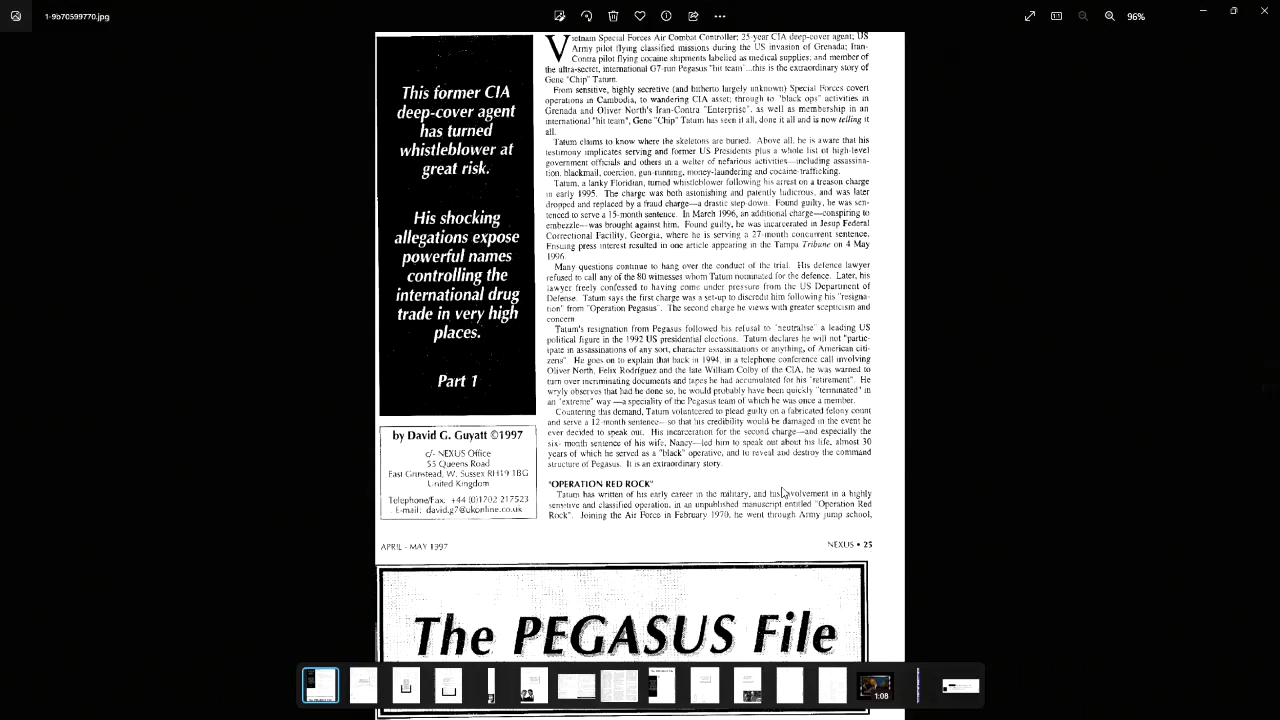 1-9b70599770.jpg
96%
This former CIA
deep-cover agent
has turned
whistleblower at
great risk.
His shocking
allegations expose
powerful names
controlling the
international drug
trade in very high
places.
Part 1
by David G. Guyatt ©1997
c/- NEXUS Office
55 Queens Road
East Grinstead, W. Sussex RH19 1BG
United Kingdom
Telephone/Fax: +44 (0)1702 217523
E-mail: david.g7@ukonline.co.uk
Vietnam Special Forces Air Combat Controller; 25-year CIA deep-cover agent; US
Army pilot flying classified missions during the US invasion of Grenada; Iran-
Contra pilot flying cocaine shipments labelled as medical supplies; and member of
the ultra-secret, international G7-run Pegasus "hit team"...this is the extraordinary story of
Gene "Chip" Tatum.
From sensitive, highly secretive (and hitherto largely unknown) Special Forces covert
operations in Cambodia, to wandering CIA asset; through to "black ops" activities in
Grenada and Oliver North's Iran-Contra "Enterprise", as well as membership in an
international "hit team", Gene "Chip" Tatum has seen it all, done it all and is now telling it
all.
Tatum claims to know where the skeletons are buried. Above all, he is aware that his
testimony implicates serving and former US Presidents plus a whole list of high-level
government officials and others in a welter of nefarious activities—including assassina-
tion, blackmail, coercion, gun-running, money-laundering and cocaine-trafficking.
Tatum, a lanky Floridian, turned whistleblower following his arrest on a treason charge
in early 1995. The charge was both astonishing and patently ludicrous, and was later
dropped and replaced by a fraud charge—a drastic step-down. Found guilty, he was sen-
tenced to serve a 15-month sentence. In March 1996, an additional charge—conspiring to
embezzle—was brought against him. Found guilty, he was incarcerated in Jesup Federal
Correctional Facility, Georgia, where he is serving a 27-month concurrent sentence.
Ensuing press interest resulted in one article appearing in the Tampa Tribune on 4 May
1996.
Many questions continue to hang over the conduct of the trial. His defence lawyer
refused to call any of the 80 witnesses whom Tatum nominated for the defence. Later, his
lawyer freely confessed to having come under pressure from the US Department of
Defense. Tatum says the first charge was a set-up to discredit him following his "resigna-
tion" from "Operation Pegasus". The second charge he views with greater scepticism and
concern
Tatum's resignation from Pegasus followed his refusal to "neutralise" a leading US
political figure in the 1992 US presidential elections. Tatum declares he will not "partic-
ipate in assassinations of any sort, character assassinations or anything, of American citi-
zens". He goes on to explain that back in 1994, in a telephone conference call involving
Oliver North, Felix Rodríguez and the late William Colby of the CIA, he was warned to
turn over incriminating documents and tapes he had accumulated for his "retirement". He
wryly observes that had he done so, he would probably have been quickly "terminated" in
an "extreme" way —a speciality of the Pegasus team of which he was once a member.
Countering this demand, Tatum volunteered to plead guilty on a fabricated felony count
and serve a 12-month sentence—so that his credibility would be damaged in the event he
ever decided to speak out. His incarceration for the second charge—and especially the
six- month sentence of his wife, Nancy—led him to speak out about his life, almost 30
years of which he served as a "black" operative, and to reveal and destroy the command
structure of Pegasus. It is an extraordinary story.
"OPERATION RED ROCK"
Tatum has written of his early career in the military, and his involvement in a highly
sensitive and classified operation, in an unpublished manuscript entitled "Operation Red
Rock". Joining the Air Force in February 1970, he went through Army jump school,
APRIL - MAY 1997
NEXUS • 25
The PEGASUS File
1:08